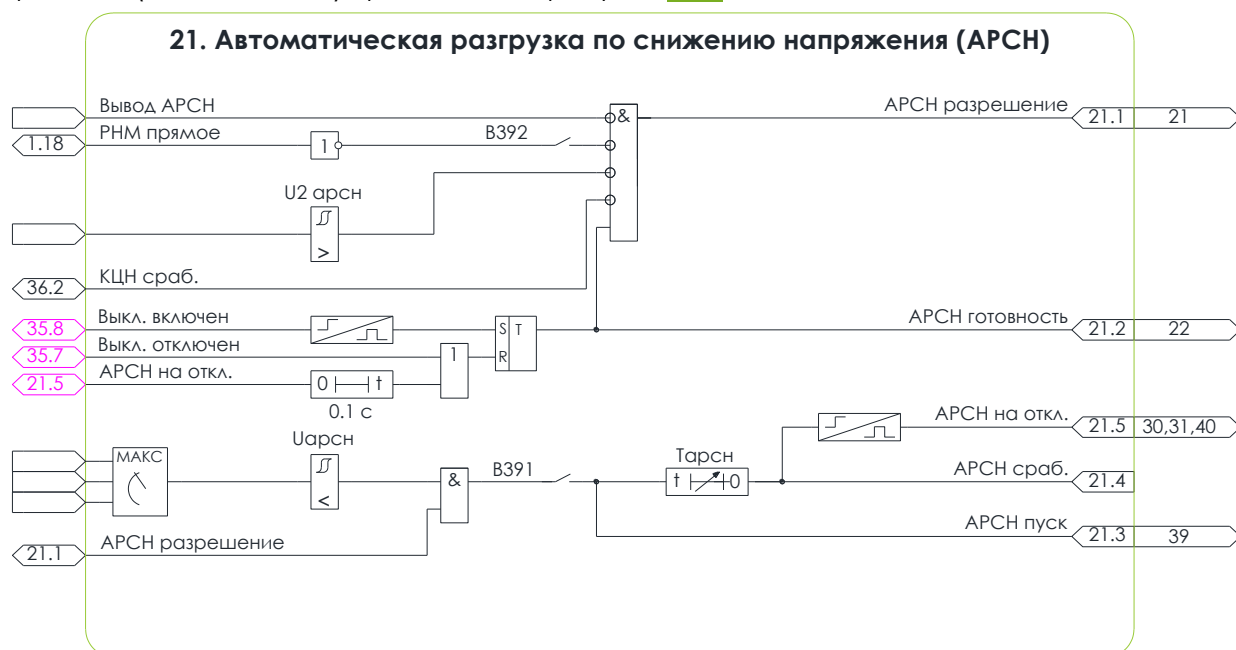 21. Автоматическая разгрузка по снижению напряжения (АРСН)
Вывод АРСН
&
АРСН разрешение
21.1
21
1.18
РНМ прямое
1
В392
U2 арсн
>
36.2
КЦН сраб.
35.8
Выкл. включен
S
T
АРСН готовность
21.2
22
35.7
Выкл. отключен
1
R
21.5
АРСН на откл.
0
t
0.1 с
Uарсн
АРСН на откл.
21.5
30,31,40
МАКС
<
&
В391
Тарсн
t
0
АРСН сраб.
21.4
АРСН пуск
21.3
39
21.1
АРСН разрешение